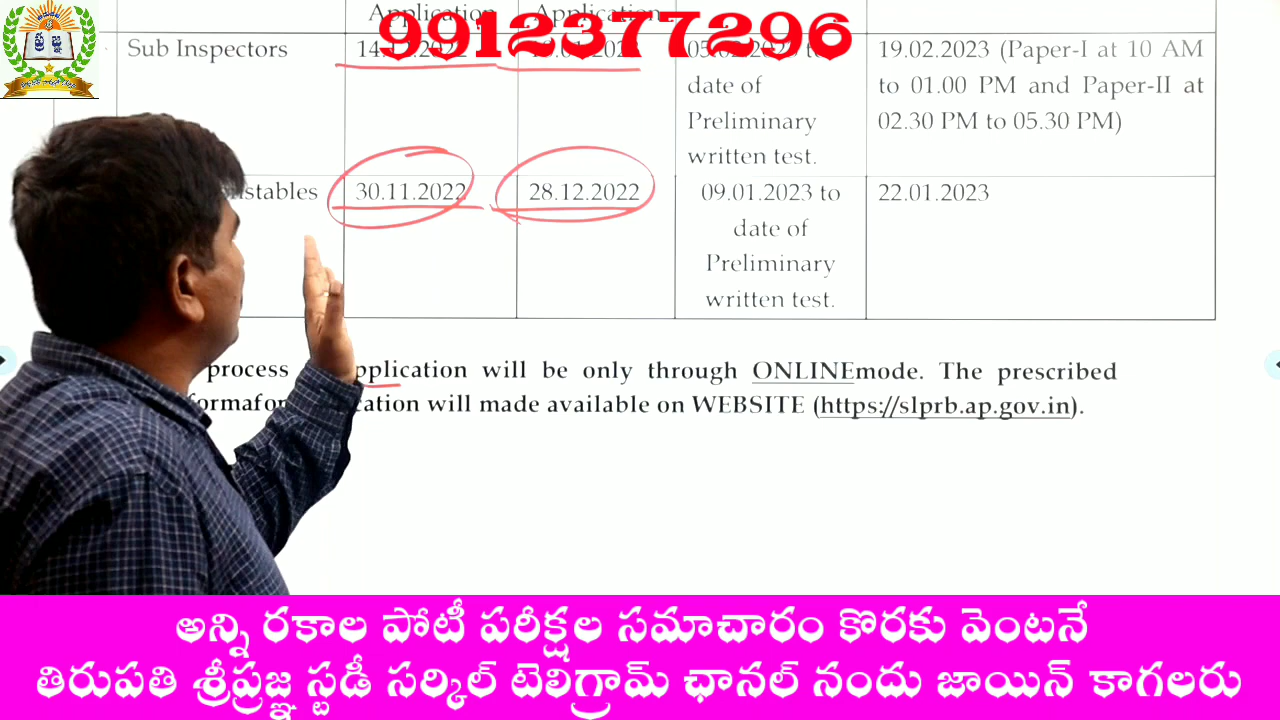 Application Application
9912377296
Sub Inspectors
date of
Preliminary
written test.
19.02.2023 (Paper-I at 10 AM
to 01.00 PM and Paper-II at
02.30 PM to 05.30 PM)
30.11.2022
28.12.2022
09.01.2023 to
date of
Preliminary
written test.
22.01.2023
process application will be only through ONLINEmode. The prescribed
will made available on WEBSITE (https://slprb.ap.gov.in).
అన్ని రకాల పోటీ పరీక్షల సమాచారం కొరకు వెంటనే
తిరుపతి శ్రీప్రజ్ఞ స్టడీ సర్కిల్ టెలిగ్రామ్ ఛానల్ నందు జాయిన్ కాగలరు